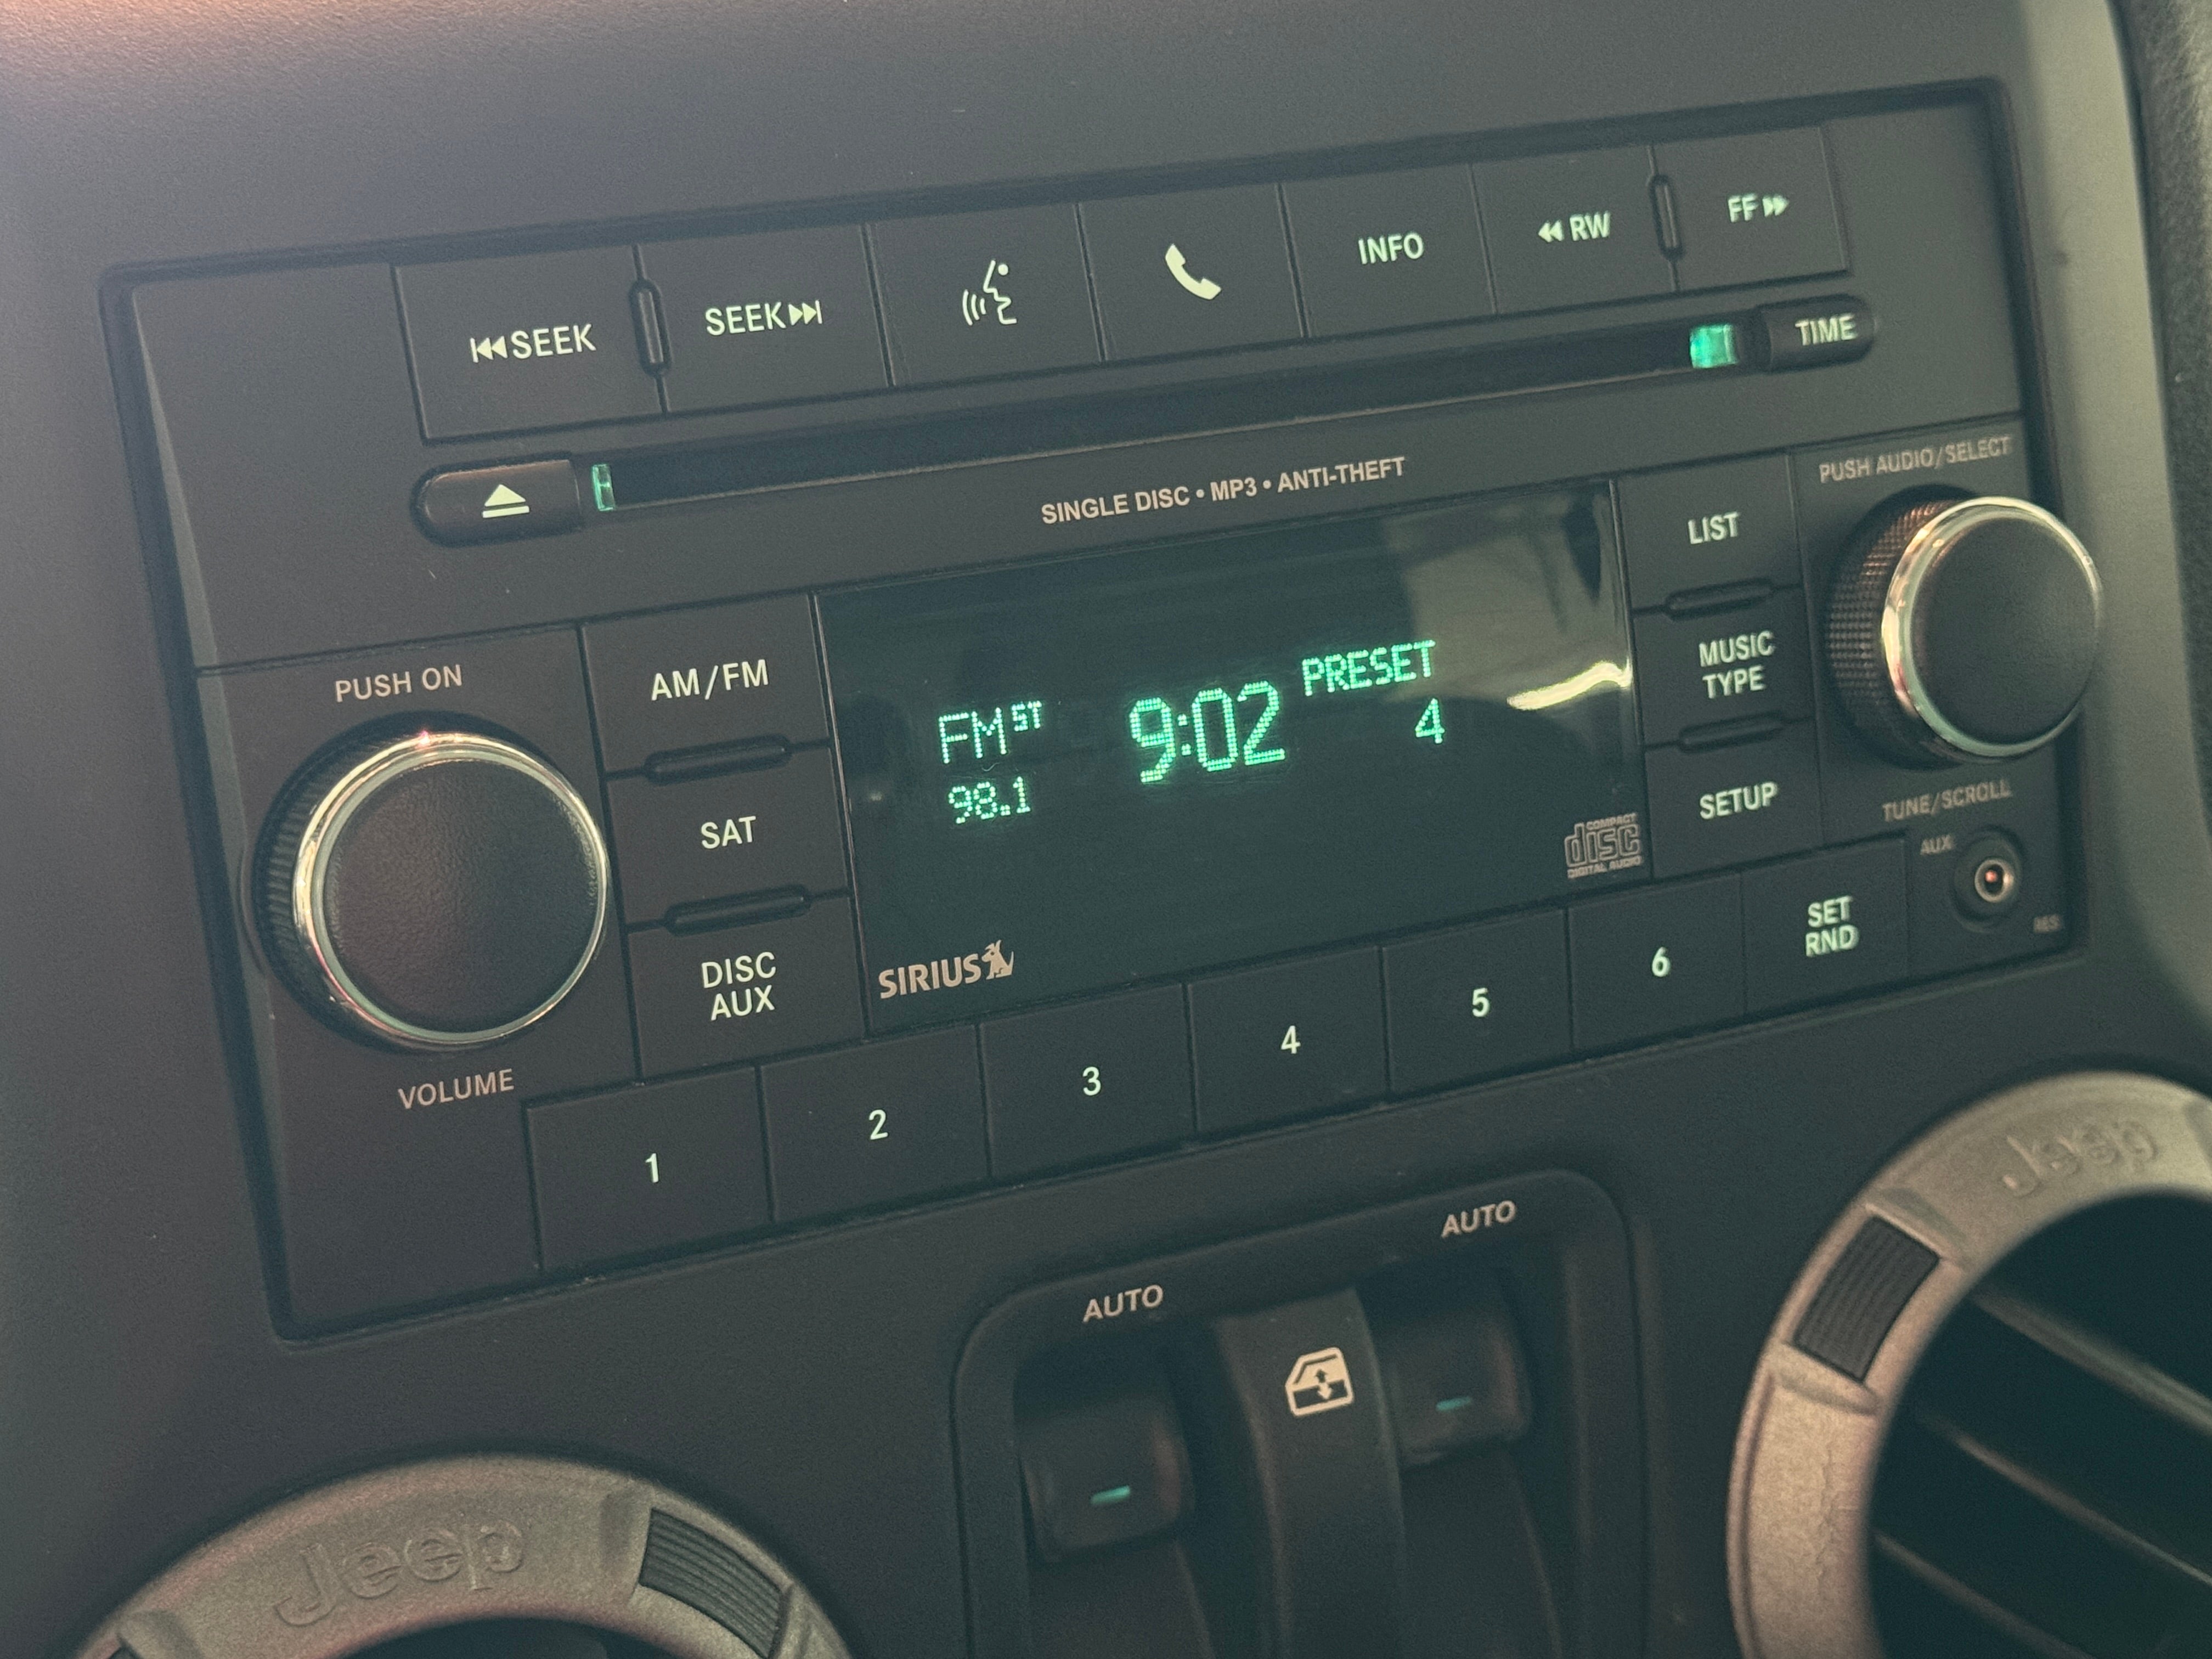 SEEK
SEEK
INFO
RW
FF
TIME
SINGLE DISC • MP3 • ANTI-THEFT
PUSH AUDIO/SELECT
LIST
MUSIC
TYPE
SETUP
TUNE/SCROLL
PUSH ON
VOLUME
AM/FM
SAT
DISC
AUX
FM ST
98.1
9:02
PRESET
4
SIRIUS
COMPACT
disc
DIGITAL AUDIO
AUX
1
2
3
4
5
6
SET
RND
AUTO
AUTO
Jeep
Jeep